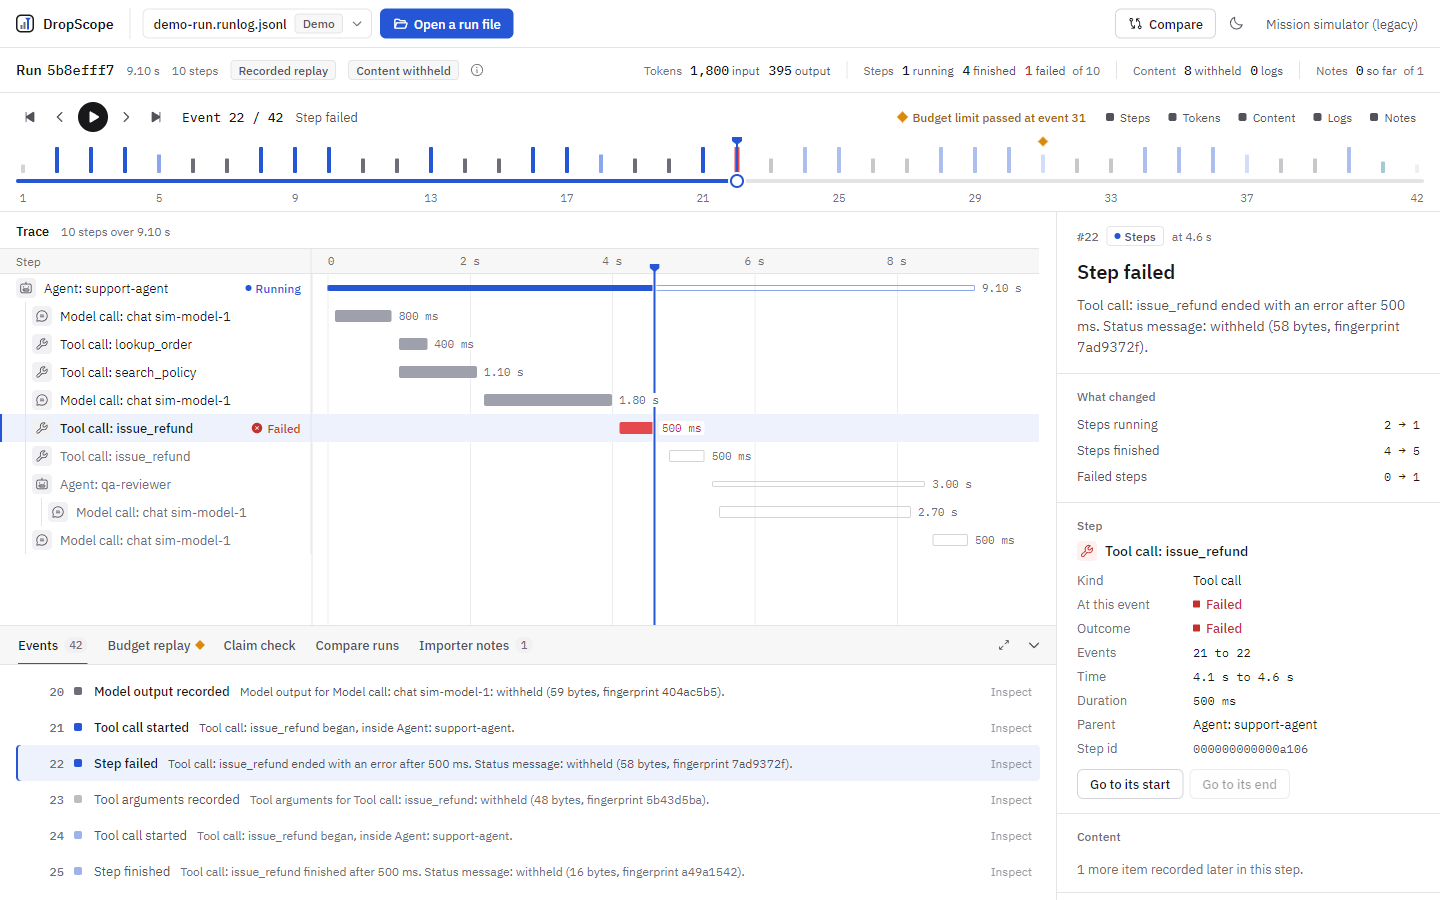 DropScope
demo-run.runlog.jsonl Demo
Open a run file
Compare
Mission simulator (legacy)
Run 5b8efff7 9.10 s 10 steps Recorded replay Content withheld
Tokens 1,800 input 395 output Steps 1 running 4 finished 1 failed of 10 Content 8 withheld 0 logs Notes 0 so far of 1
Event 22 / 42 Step failed
Budget limit passed at event 31 Steps Tokens Content Logs Notes
1 5 9 13 17 21 25 29 33 37 42
Trace 10 steps over 9.10 s
Step 0 2 s 4 s 6 s 8 s
Agent: support-agent Running 9.10 s
Model call: chat sim-model-1 800 ms
Tool call: lookup_order 400 ms
Tool call: search_policy 1.10 s
Model call: chat sim-model-1 1.80 s
Tool call: issue_refund Failed 500 ms
Tool call: issue_refund 500 ms
Agent: qa-reviewer 3.00 s
Model call: chat sim-model-1 2.70 s
Model call: chat sim-model-1 500 ms
Events 42 Budget replay Claim check Compare runs Importer notes 1
20 Model output recorded Model output for Model call: chat sim-model-1: withheld (59 bytes, fingerprint 404ac5b5). Inspect
21 Tool call started Tool call: issue_refund began, inside Agent: support-agent. Inspect
22 Step failed Tool call: issue_refund ended with an error after 500 ms. Status message: withheld (58 bytes, fingerprint 7ad9372f). Inspect
23 Tool arguments recorded Tool arguments for Tool call: issue_refund: withheld (48 bytes, fingerprint 5b43d5ba). Inspect
24 Tool call started Tool call: issue_refund began, inside Agent: support-agent. Inspect
25 Step finished Tool call: issue_refund finished after 500 ms. Status message: withheld (16 bytes, fingerprint a49a1542). Inspect
#22 Steps at 4.6 s
Step failed
Tool call: issue_refund ended with an error after 500
ms. Status message: withheld (58 bytes, fingerprint
7ad9372f).
What changed
Steps running 2 → 1
Steps finished 4 → 5
Failed steps 0 → 1
Step
Tool call: issue_refund
Kind Tool call
At this event Failed
Outcome Failed
Events 21 to 22
Time 4.1 s to 4.6 s
Duration 500 ms
Parent Agent: support-agent
Step id 000000000000a106
Go to its start Go to its end
Content
1 more item recorded later in this step.